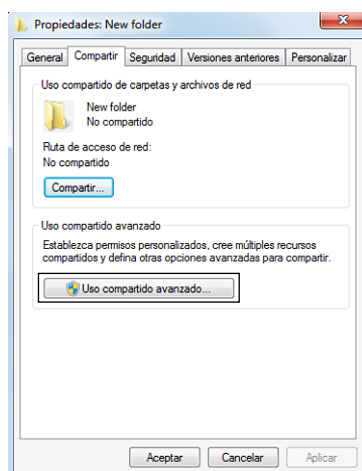 Propiedades: New folder
General Compartir Seguridad Versiones anteriores Personalizar
Uso compartido de carpetas y archivos de red
New folder
No compartido
Ruta de acceso de red:
No compartido
Compartir...
Uso compartido avanzado
Establezca permisos personalizados, cree múltiples recursos
compartidos y defina otras opciones avanzadas para compartir.
Uso compartido avanzado...
Aceptar Cancelar Aplicar